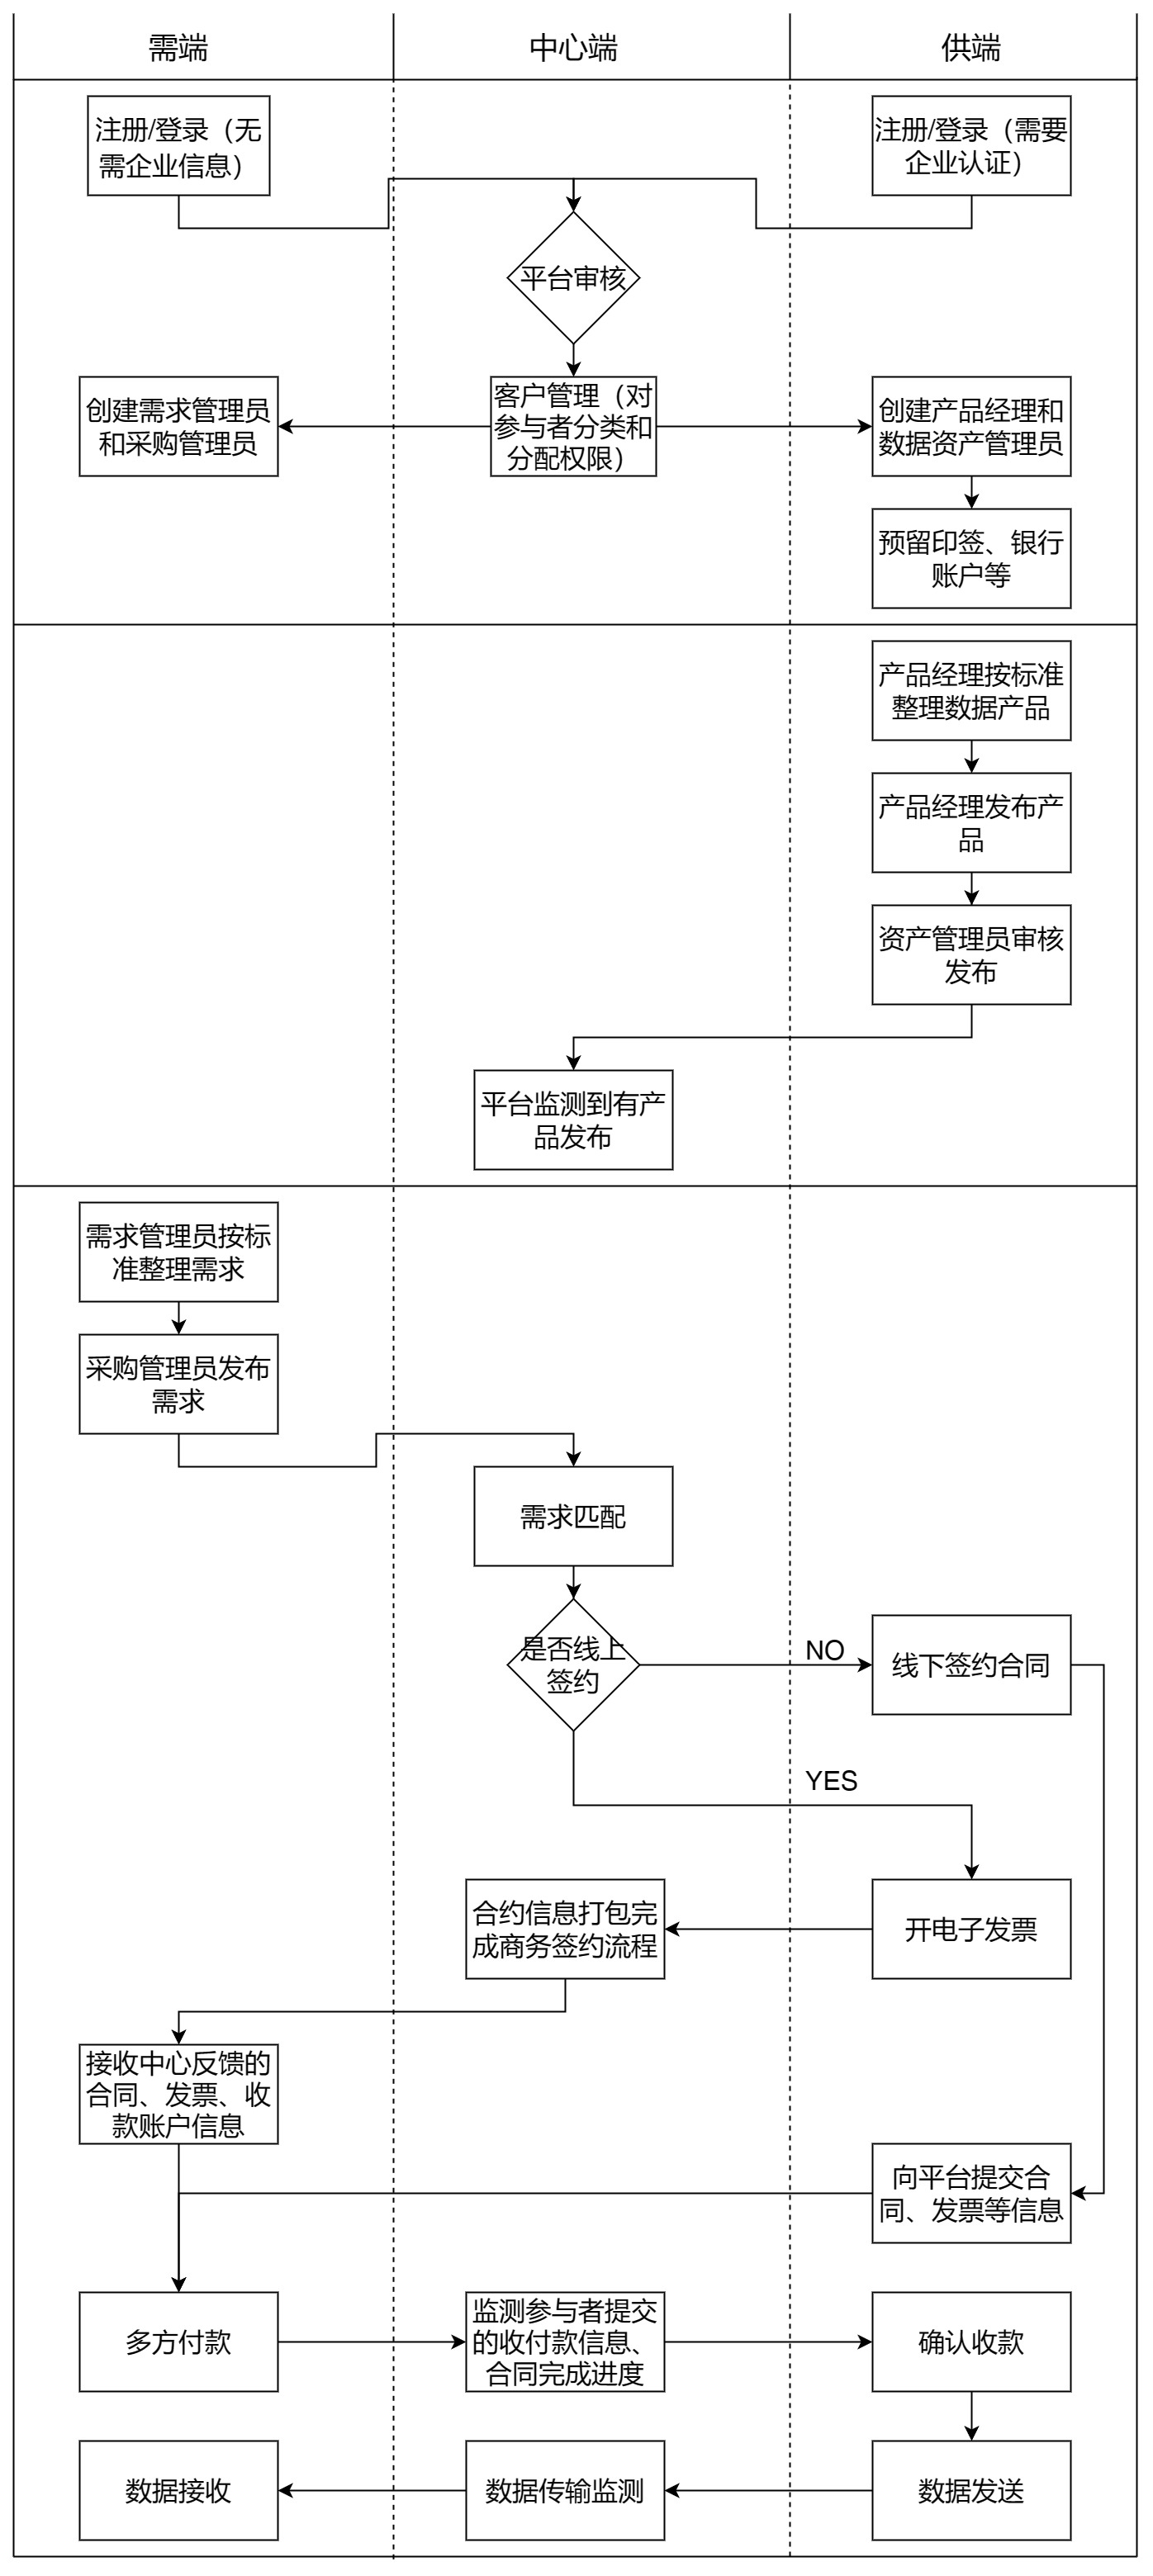 需端
中心端
供端
注册/登录（无
需企业信息）
注册/登录（需要
企业认证）
平台审核
创建需求管理员
和采购管理员
客户管理（对
参与者分类和
分配权限）
创建产品经理和
数据资产管理员
预留印签、银行
账户等
产品经理按标准
整理数据产品
产品经理发布产
品
资产管理员审核
发布
平台监测到有产
品发布
需求管理员按标
准整理需求
采购管理员发布
需求
需求匹配
是否线上
签约
NO
线下签约合同
YES
合约信息打包完
成商务签约流程
开电子发票
接收中心反馈的
合同、发票、收
款账户信息
向平台提交合
同、发票等信息
多方付款
监测参与者提交
的收付款信息、
合同完成进度
确认收款
数据接收
数据传输监测
数据发送